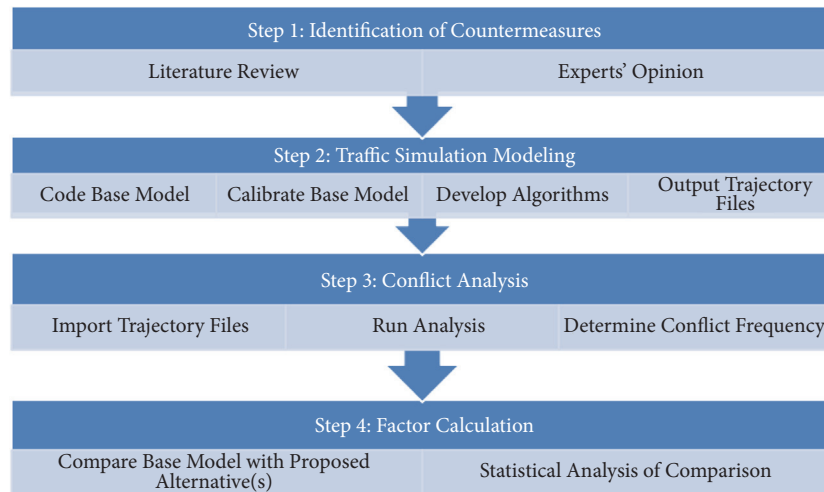 Step 1: Identification of Countermeasures
Literature Review
Experts’ Opinion
Step 2: Traffic Simulation Modeling
Code Base Model
Calibrate Base Model
Develop Algorithms
Output Trajectory
Files
Step 3: Conflict Analysis
Import Trajectory Files
Run Analysis
Determine Conflict Frequency
Step 4: Factor Calculation
Compare Base Model with Proposed
Alternative(s)
Statistical Analysis of Comparison